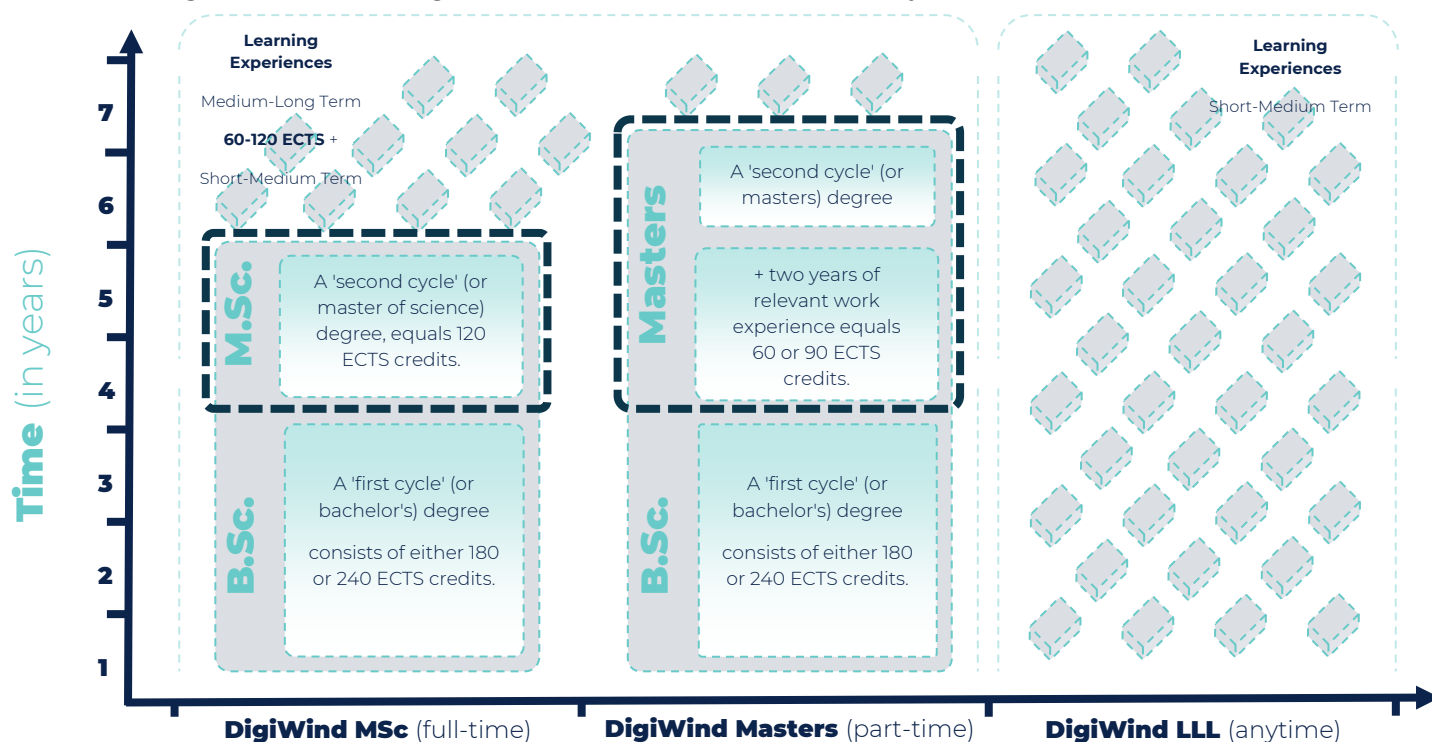 Learning
Experiences
Medium-Long Term
60-120 ECTS +
Short-Medium Term
Learning
Experiences
Short-Medium Term
Time (in years)
7
6
5
4
3
2
1
M.Sc.
A 'second cycle' (or
master of science)
degree, equals 120
ECTS credits.
B.Sc.
A 'first cycle' (or
bachelor's) degree
consists of either 180
or 240 ECTS credits.
Masters
A 'second cycle' (or
masters) degree
+ two years of
relevant work
experience equals
60 or 90 ECTS
credits.
B.Sc.
A 'first cycle' (or
bachelor's) degree
consists of either 180
or 240 ECTS credits.
DigiWind MSc (full-time)
DigiWind Masters (part-time)
DigiWind LLL (anytime)